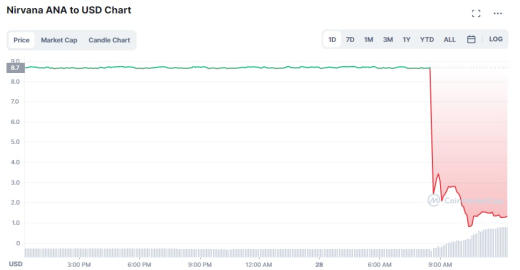 Nirvana ANA to USD Chart
Price Market Cap Candle Chart
1D 7D 1M 3M 1Y YTD ALL LOG
9.0
8.7
8.0
7.0
6.0
5.0
4.0
3.0
2.0
1.0
0
USD 3:00 PM 6:00 PM 9:00 PM 12:00 AM 28 6:00 AM 9:00 AM